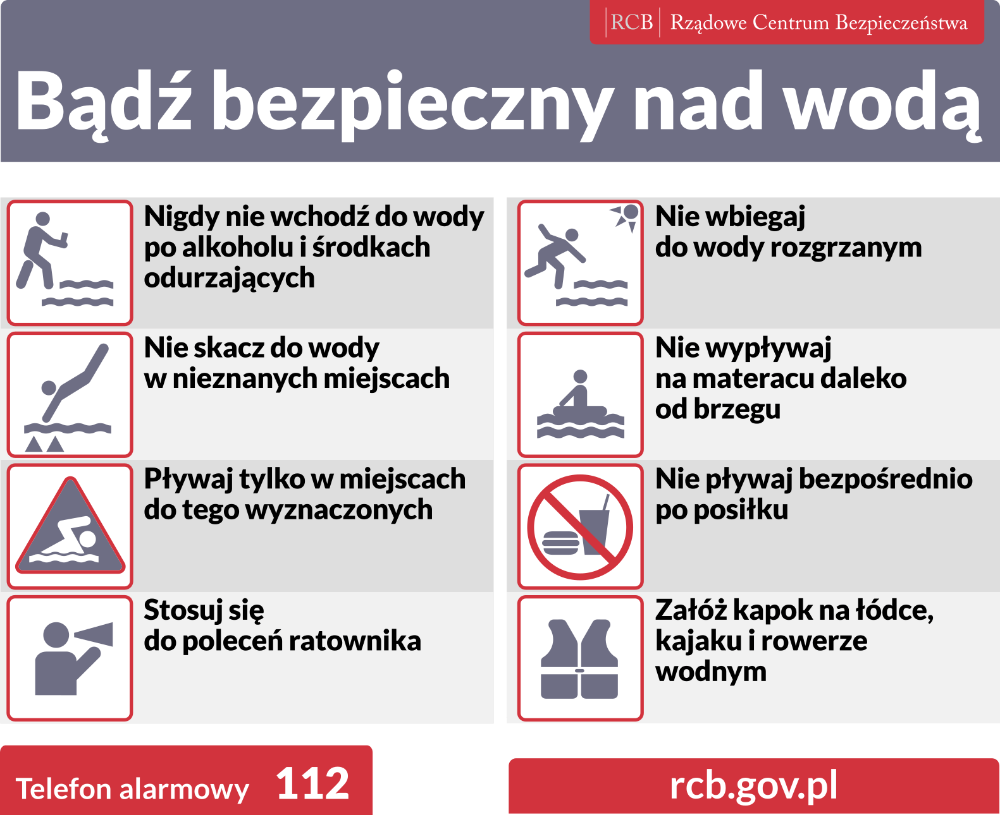 RCB Rządowe Centrum Bezpieczeństwa
Bądź bezpieczny nad wodą
Nigdy nie wchodź do wody
po alkoholu i środkach
odurzających
Nie skacz do wody
w nieznanych miejscach
Pływaj tylko w miejscach
do tego wyznaczonych
Stosuj się
do poleceń ratownika
Nie wbiegaj
do wody rozgrzanym
Nie wypływaj
na materacu daleko
od brzegu
Nie pływaj bezpośrednio
po posiłku
Załóż kapok na łódce,
kajaku i rowerze
wodnym
Telefon alarmowy 112
rcb.gov.pl